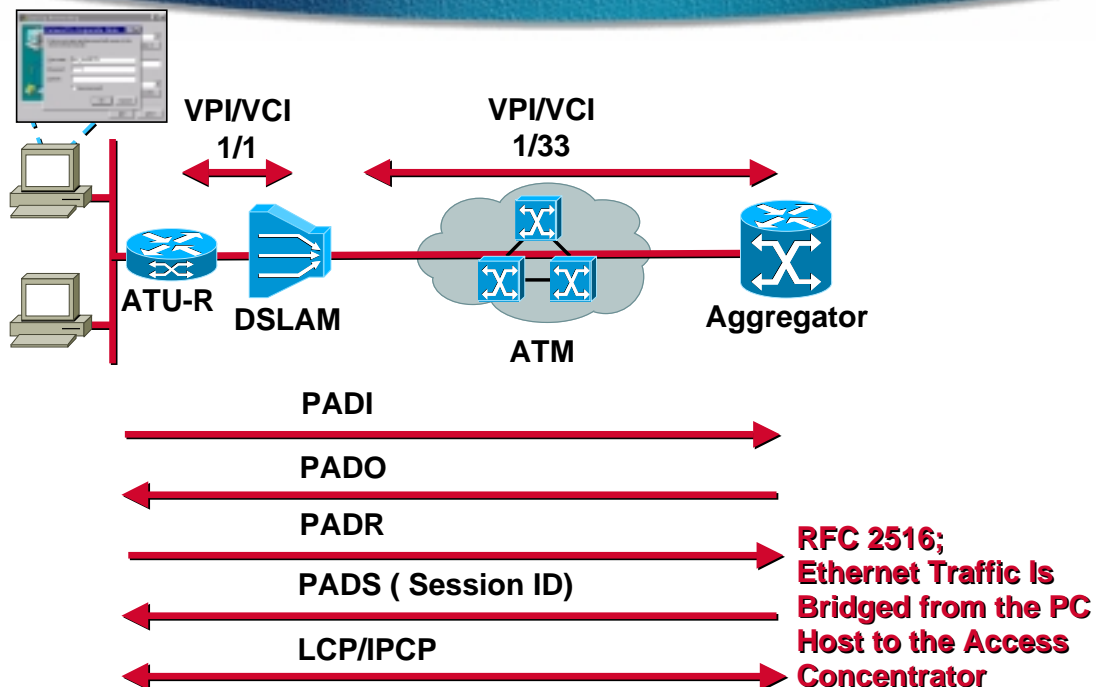 VPI/VCI
1/1
VPI/VCI
1/33
ATU-R
DSLAM
ATM
Aggregator
PADI
PADO
PADR
PADS ( Session ID)
LCP/IPCP
RFC 2516;
Ethernet Traffic Is
Bridged from the PC
Host to the Access
Concentrator